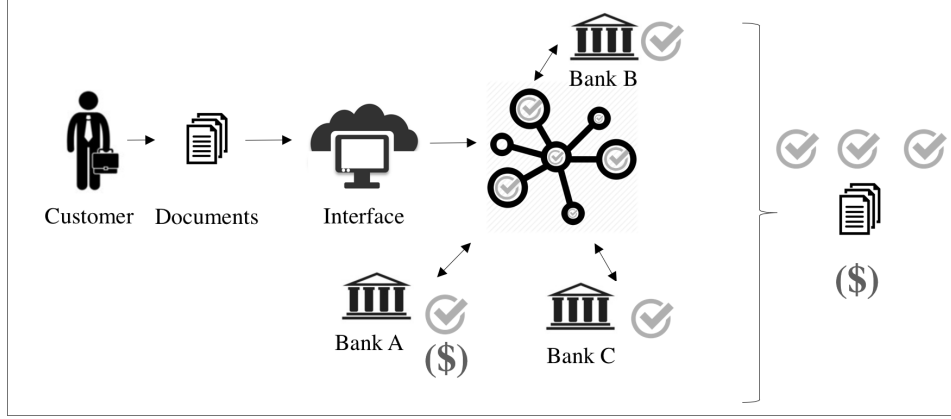 Bank B
Customer
Documents
Interface
Bank A
($)
Bank C
($)